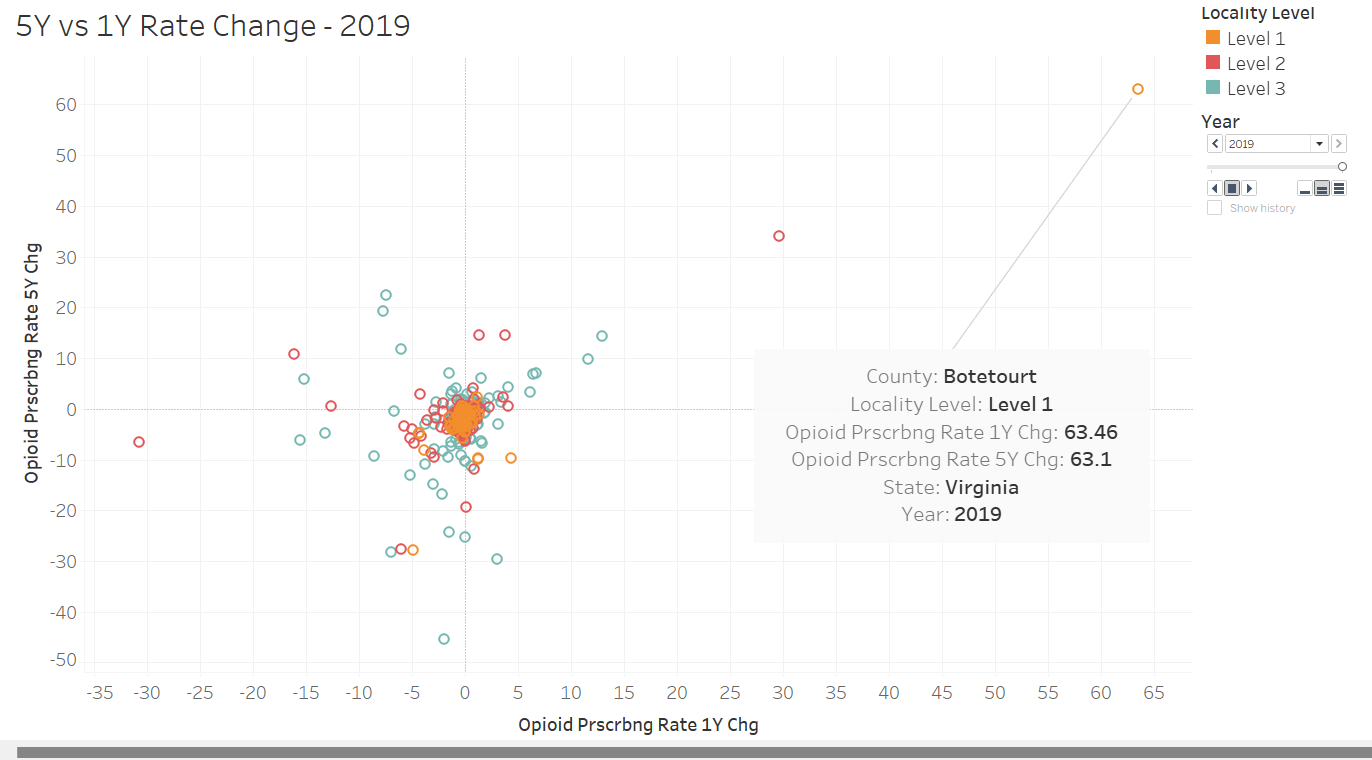 5Y vs 1Y Rate Change - 2019
Locality Level
Level 1
Level 2
Level 3
Year
2019
Show history
Opioid Prscrbng Rate 5Y Chg
60
50
40
30
20
10
0
-10
-20
-30
-40
-50
County: Botetourt
Locality Level: Level 1
Opioid Prscrbng Rate 1Y Chg: 63.46
Opioid Prscrbng Rate 5Y Chg: 63.1
State: Virginia
Year: 2019
-35 -30 -25 -20 -15 -10 -5 0 5 10 15 20 25 30 35 40 45 50 55 60 65
Opioid Prscrbng Rate 1Y Chg